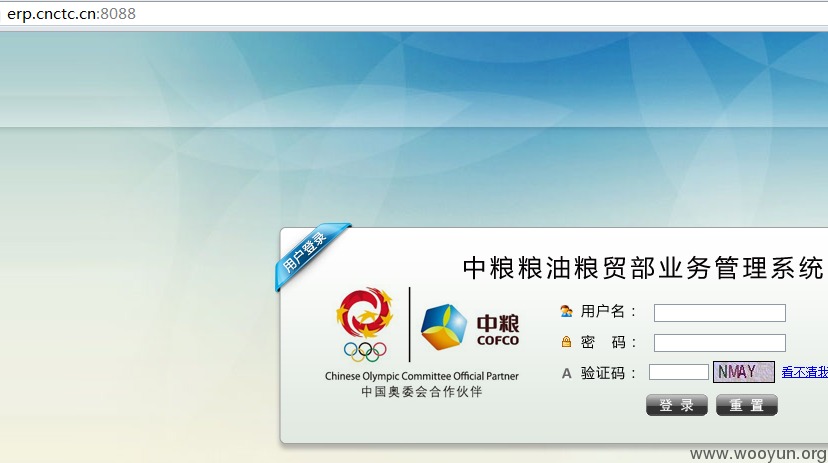 erp.cnctc.cn:8088
用户登录
中粮粮油粮贸部业务管理系统
用户名：
中粮
COFCO
密 码：
A 验证码：
NMAY
看不清我
Chinese Olympic Committee Official Partner
中国奥委会合作伙伴
登 录
重 置
www.wooyun.org